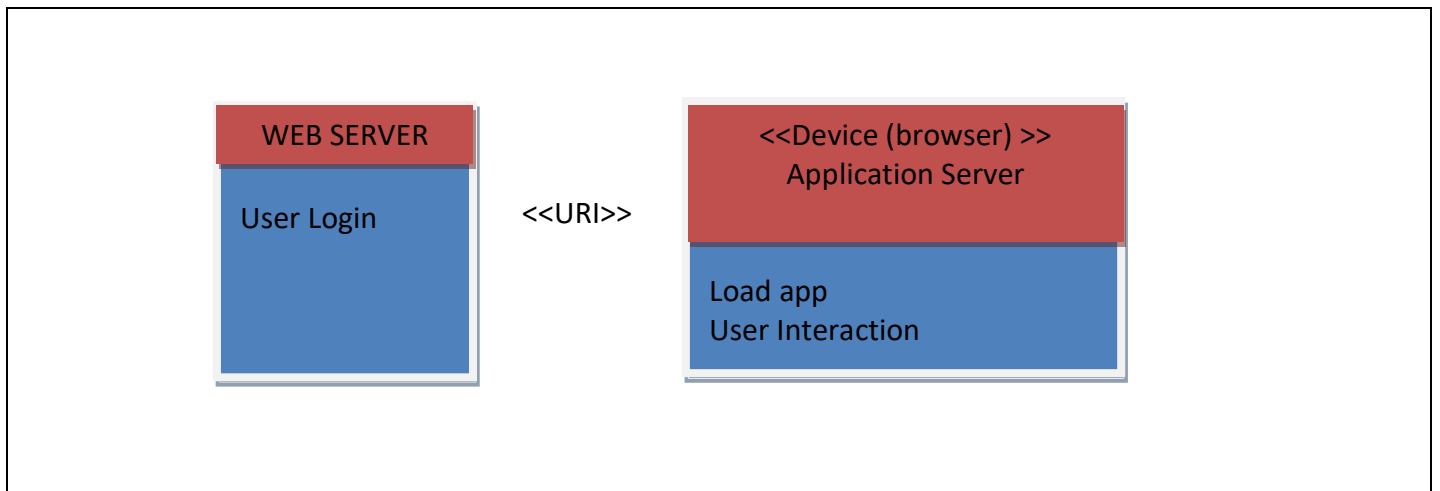 WEB SERVER
User Login
<<URI>>
<<Device (browser) >>
Application Server
Load app
User Interaction